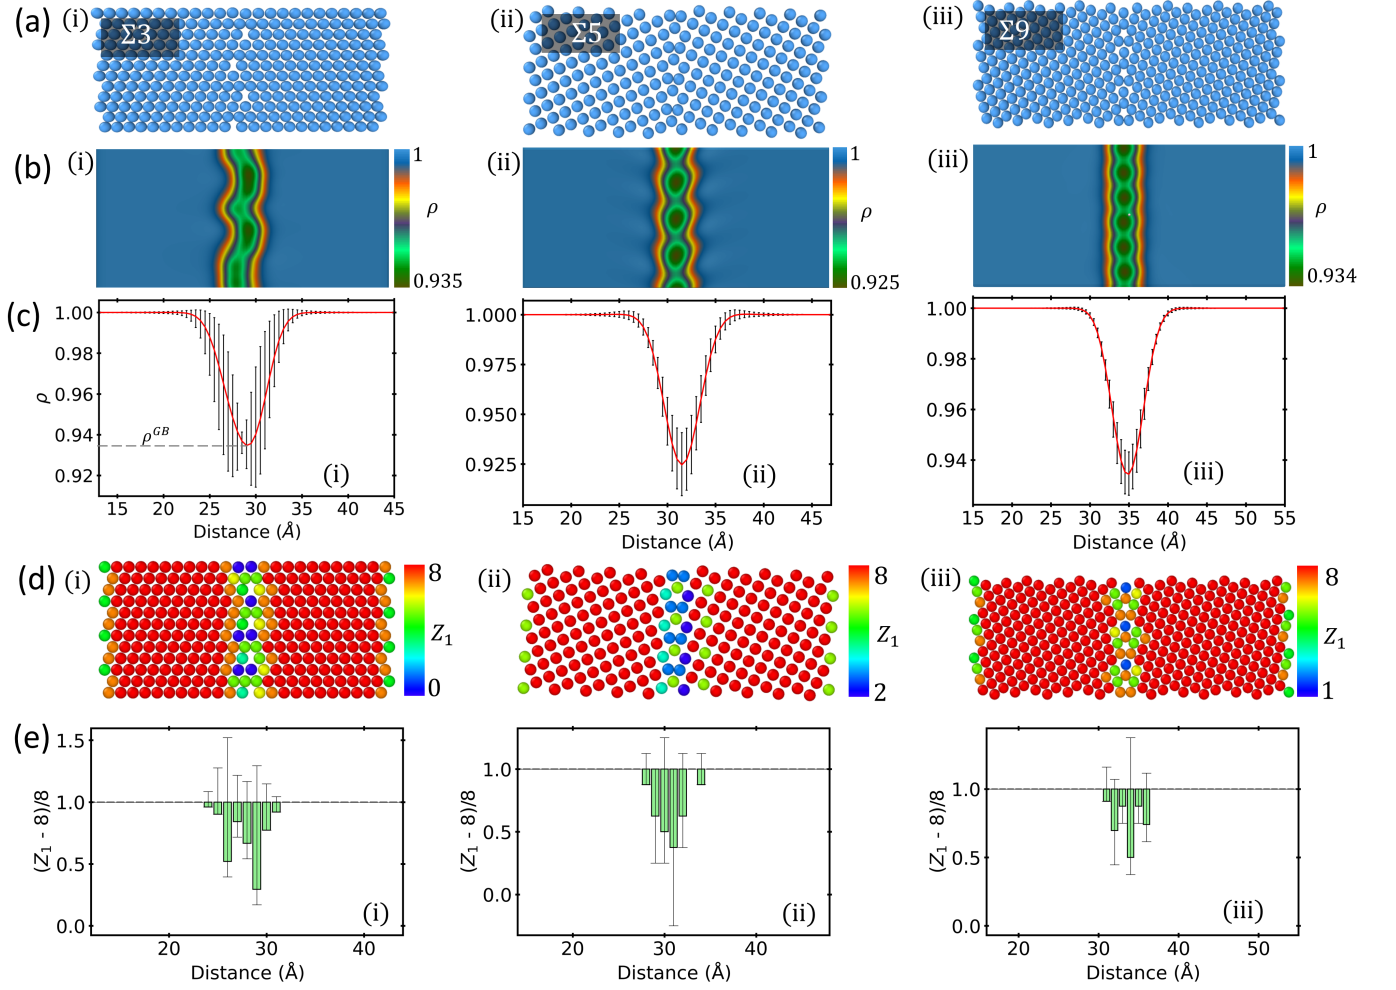 (a)
(i)
Σ3
(ii)
Σ5
(iii)
Σ9
(b)
(i)
1
ρ
0.935
(ii)
1
ρ
0.925
(iii)
1
ρ
0.934
(c)
1.00
0.98
0.96
0.94
0.92
ρ
ρ^GB
(i)
15 20 25 30 35 40 45
Distance (Å)
1.000
0.975
0.950
0.925
(ii)
15 20 25 30 35 40 45
Distance (Å)
1.00
0.98
0.96
0.94
(iii)
15 20 25 30 35 40 45 50 55
Distance (Å)
(d)
(i)
8
Z₁
0
(ii)
8
Z₁
2
(iii)
8
Z₁
1
(e)
1.5
1.0
0.5
0.0
(Z₁ - 8)/8
(i)
20 30 40
Distance (Å)
1.0
0.5
0.0
(Z₁ - 8)/8
(ii)
20 30 40
Distance (Å)
1.0
0.5
0.0
(Z₁ - 8)/8
(iii)
20 30 40 50
Distance (Å)